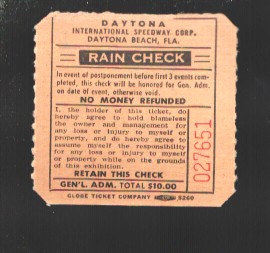 DAYTONA
INTERNATIONAL SPEEDWAY CORP.
DAYTONA BEACH, FLA.
RAIN CHECK
In event of postponement before first 3 events com-
pleted, this check will be honored for Gen. Adm.
on date of event, otherwise void.
NO MONEY REFUNDED
I, the holder of this ticket, do
hereby agree to hold blameless
the owner and management for
any loss or injury to myself or
property, and do hereby agree to
assume myself the responsibility
for any loss or injury to myself
or property while on the grounds
of this exhibition.
RETAIN THIS CHECK
GEN'L. ADM. TOTAL $10.00
027651
GLOBE TICKET COMPANY 5260